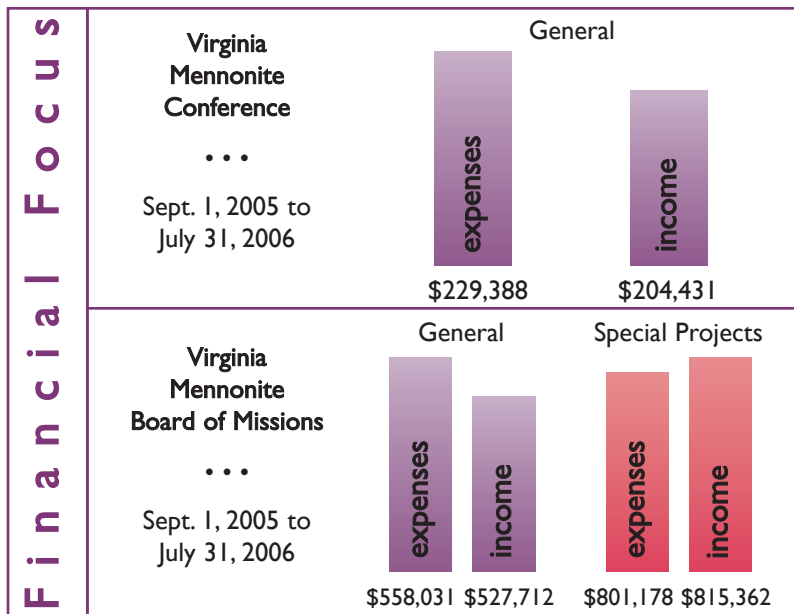 Financial Focus
Virginia
Mennonite
Conference
• • •
Sept. 1, 2005 to
July 31, 2006
General
expenses
income
$229,388
$204,431
Virginia
Mennonite
Board of Missions
• • •
Sept. 1, 2005 to
July 31, 2006
General
expenses
income
$558,031
$527,712
Special Projects
expenses
income
$801,178
$815,362